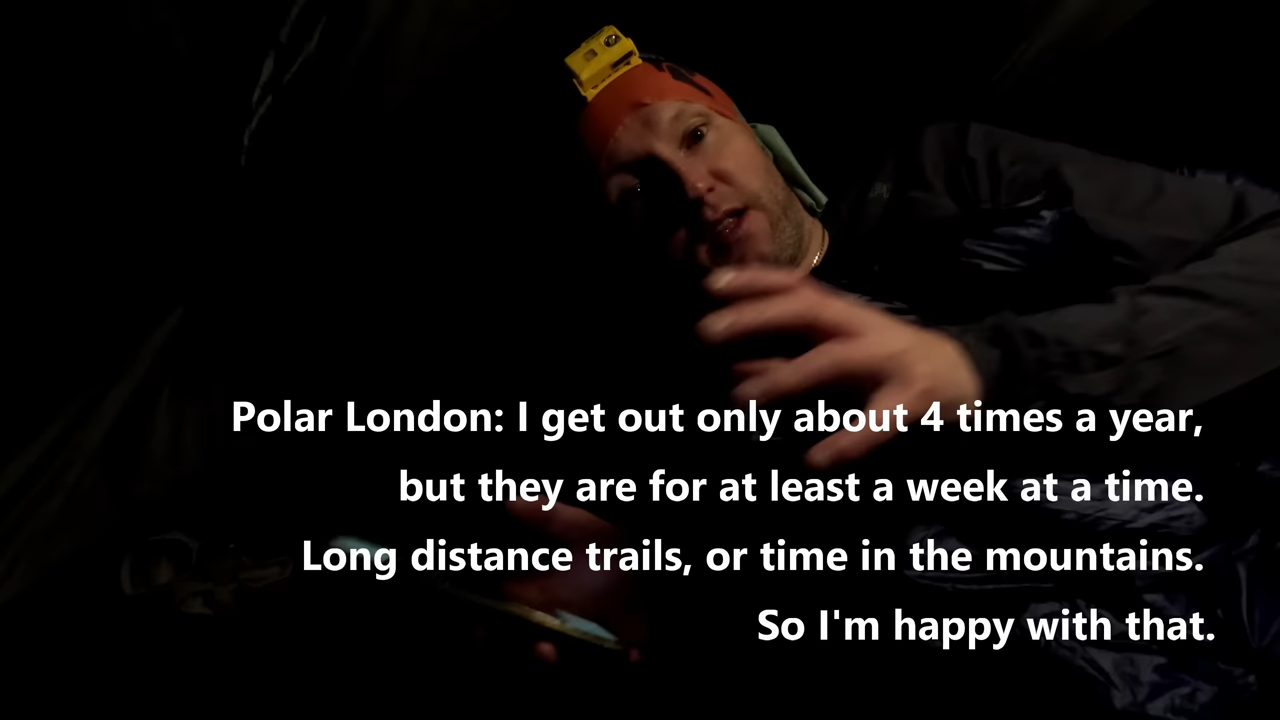 Polar London: I get out only about 4 times a year,
but they are for at least a week at a time.
Long distance trails, or time in the mountains.
So I'm happy with that.